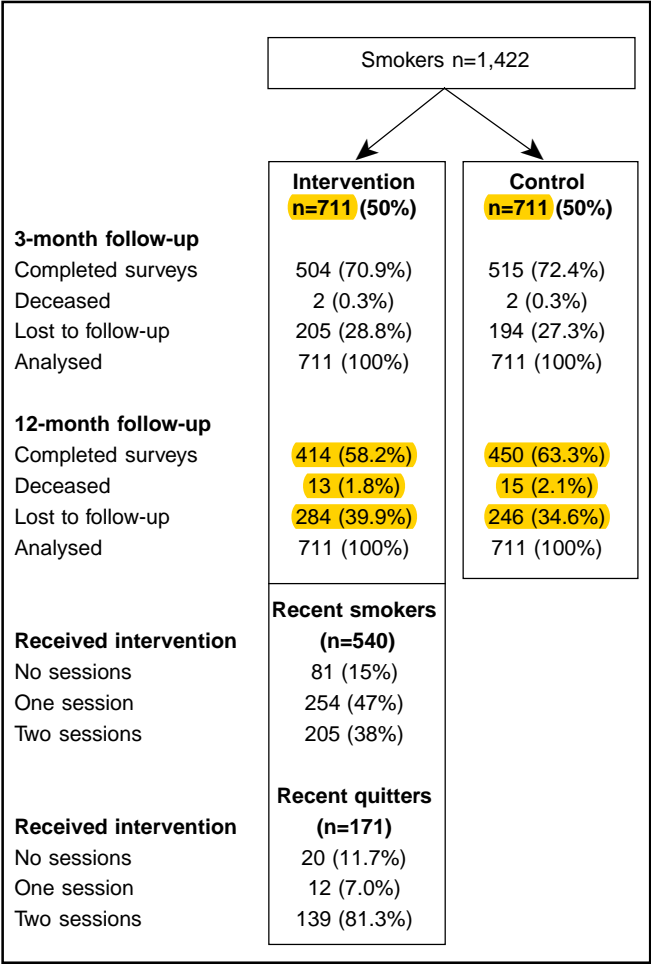 Smokers n=1,422
Intervention Control
n=711 (50%) n=711 (50%)
3-month follow-up
Completed surveys 504 (70.9%) 515 (72.4%)
Deceased 2 (0.3%) 2 (0.3%)
Lost to follow-up 205 (28.8%) 194 (27.3%)
Analysed 711 (100%) 711 (100%)
12-month follow-up
Completed surveys 414 (58.2%) 450 (63.3%)
Deceased 13 (1.8%) 15 (2.1%)
Lost to follow-up 284 (39.9%) 246 (34.6%)
Analysed 711 (100%) 711 (100%)
Recent smokers
Received intervention (n=540)
No sessions 81 (15%)
One session 254 (47%)
Two sessions 205 (38%)
Recent quitters
Received intervention (n=171)
No sessions 20 (11.7%)
One session 12 (7.0%)
Two sessions 139 (81.3%)